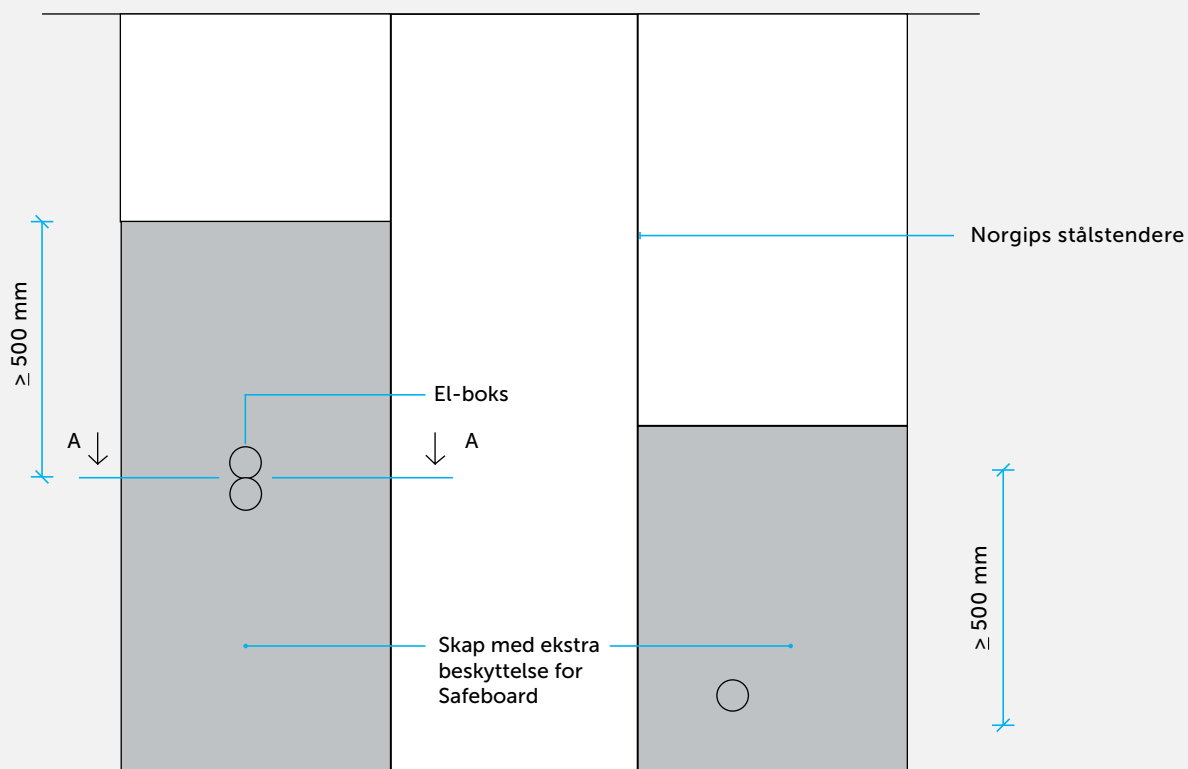 Norgips stålstendere
≥ 500 mm
El-boks
A
A
≥ 500 mm
Skap med ekstra
beskyttelse for
Safeboard